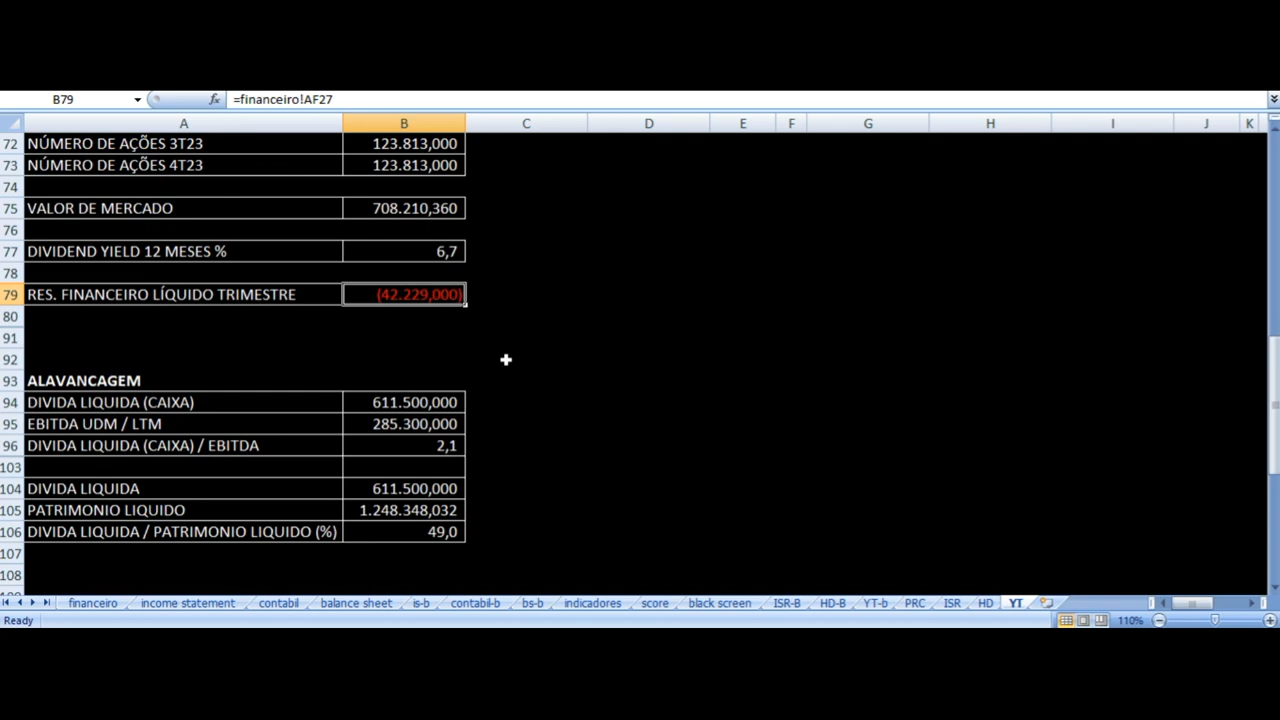 B79 fx =financeiro!AF27
A B C D E F G H I J K
72 NÚMERO DE AÇÕES 3T23 123.813,000
73 NÚMERO DE AÇÕES 4T23 123.813,000
74
75 VALOR DE MERCADO 708.210,360
76
77 DIVIDEND YIELD 12 MESES % 6,7
78
79 RES. FINANCEIRO LÍQUIDO TRIMESTRE (42.229,000)
80
91
92
93 ALAVANCAGEM
94 DIVIDA LIQUIDA (CAIXA) 611.500,000
95 EBITDA UDM / LTM 285.300,000
96 DIVIDA LIQUIDA (CAIXA) / EBITDA 2,1
103
104 DIVIDA LIQUIDA 611.500,000
105 PATRIMONIO LIQUIDO 1.248.348,032
106 DIVIDA LIQUIDA / PATRIMONIO LIQUIDO (%) 49,0
107
108
financeiro income statement contabil balance sheet is-b contabil-b bs-b indicadores score black screen ISR-B HD-B YT-b PRC ISR HD YT
Ready 110%